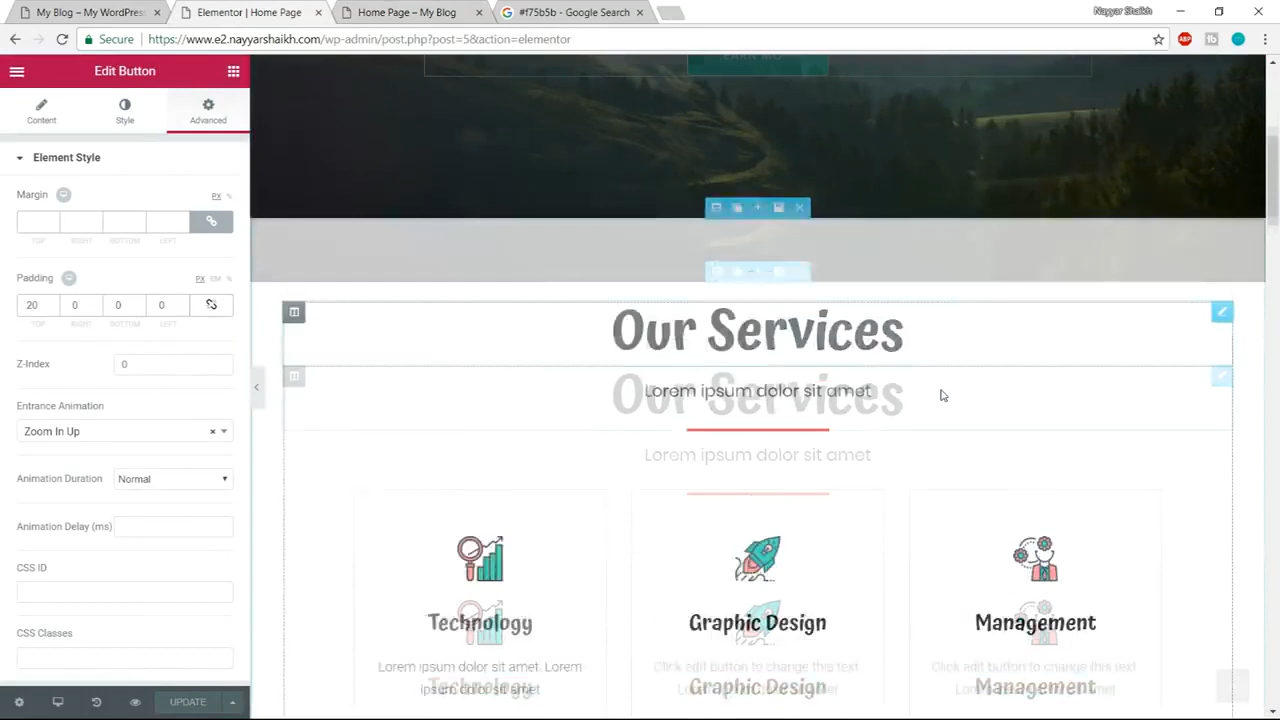 My Blog – My WordPress
Elementor | Home Page
Home Page – My Blog
#f75b5b - Google Search
Nayyar Shaikh
Secure
https://www.e2.nayyarshaikh.com/wp-admin/post.php?post=5&action=elementor
Edit Button
Content
Style
Advanced
Element Style
Margin
PX %
TOP RIGHT BOTTOM LEFT
Padding
PX EM %
20 0 0 0
TOP RIGHT BOTTOM LEFT
Z-Index
0
Entrance Animation
Zoom In Up
Animation Duration
Normal
Animation Delay (ms)
CSS ID
CSS Classes
UPDATE
Our Services
Lorem ipsum dolor sit amet
Our Services
Lorem ipsum dolor sit amet
Technology
Graphic Design
Management
Lorem ipsum dolor sit amet. Lorem
ipsum dolor sit amet
Click edit button to change this text
Click edit button to change this text
Technology
Graphic Design
Management